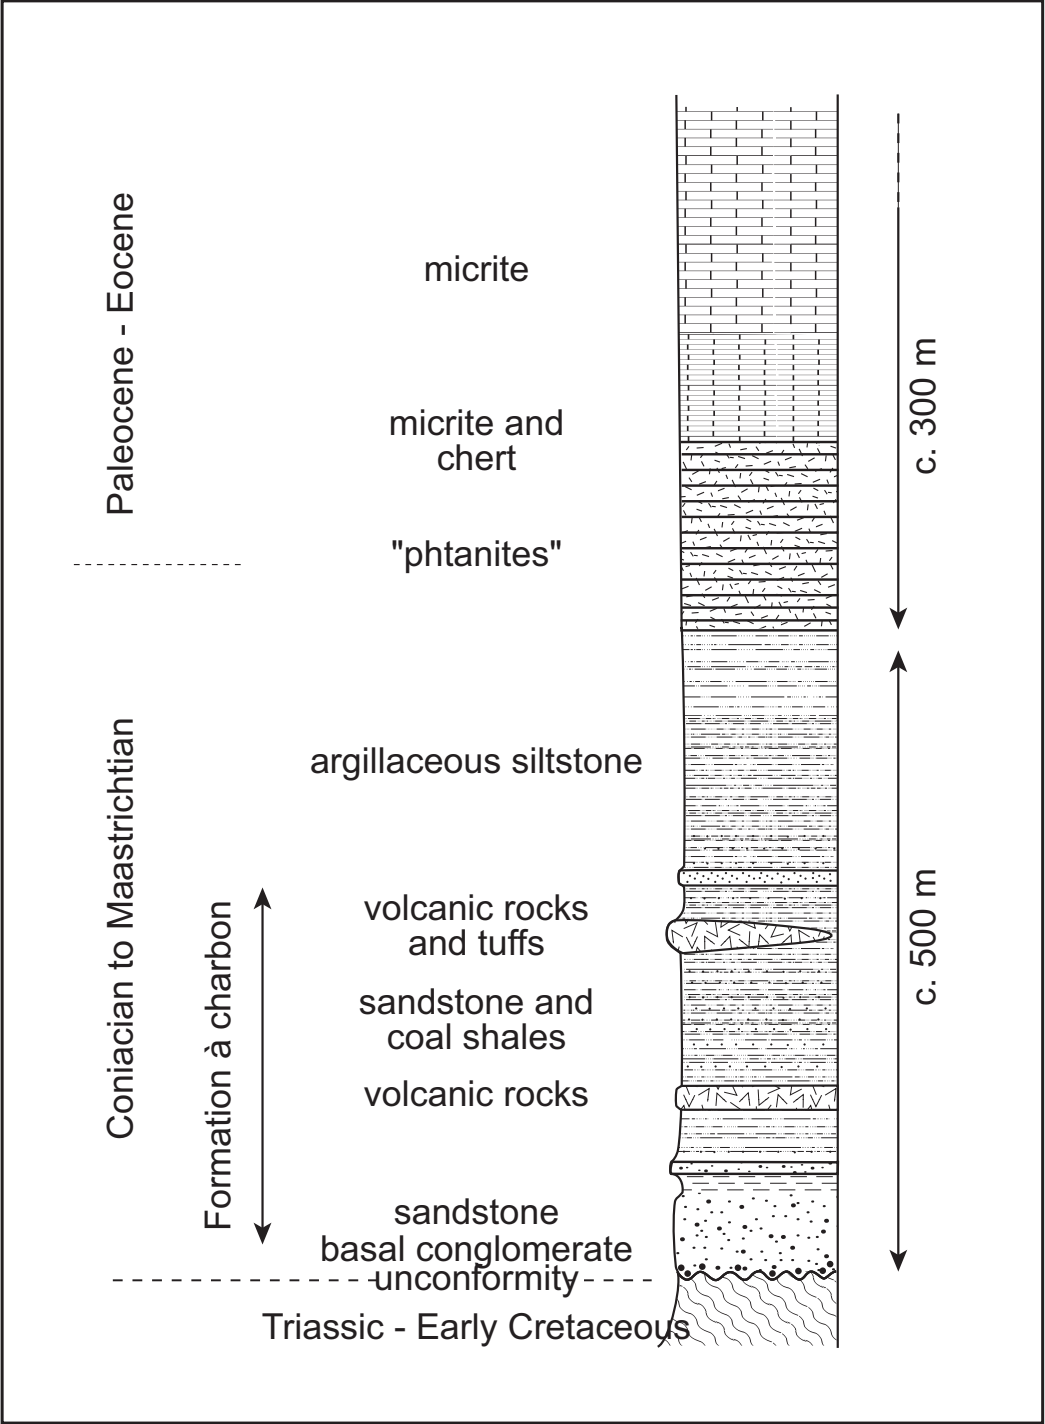 Paleocene - Eocene
micrite
micrite and
chert
"phtanites"
c. 300 m
Coniacian to Maastrichtian
Formation à charbon
argillaceous siltstone
volcanic rocks
and tuffs
sandstone and
coal shales
volcanic rocks
sandstone
basal conglomerate
unconformity
c. 500 m
Triassic - Early Cretaceous